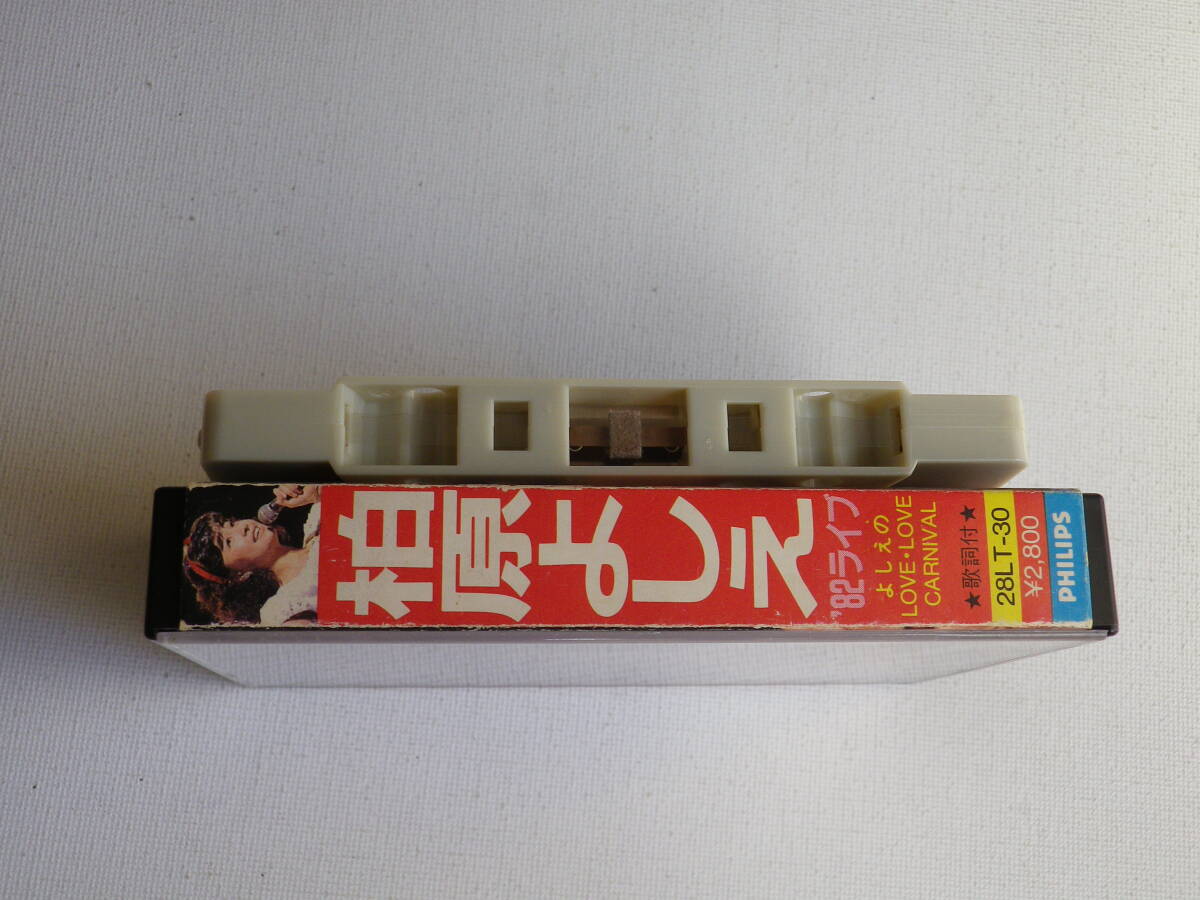 柏原よしえ
'82ライブ
よしえの
LOVE・LOVE
CARNIVAL
★歌詞付★
28LT-30
¥2,800
PHILIPS